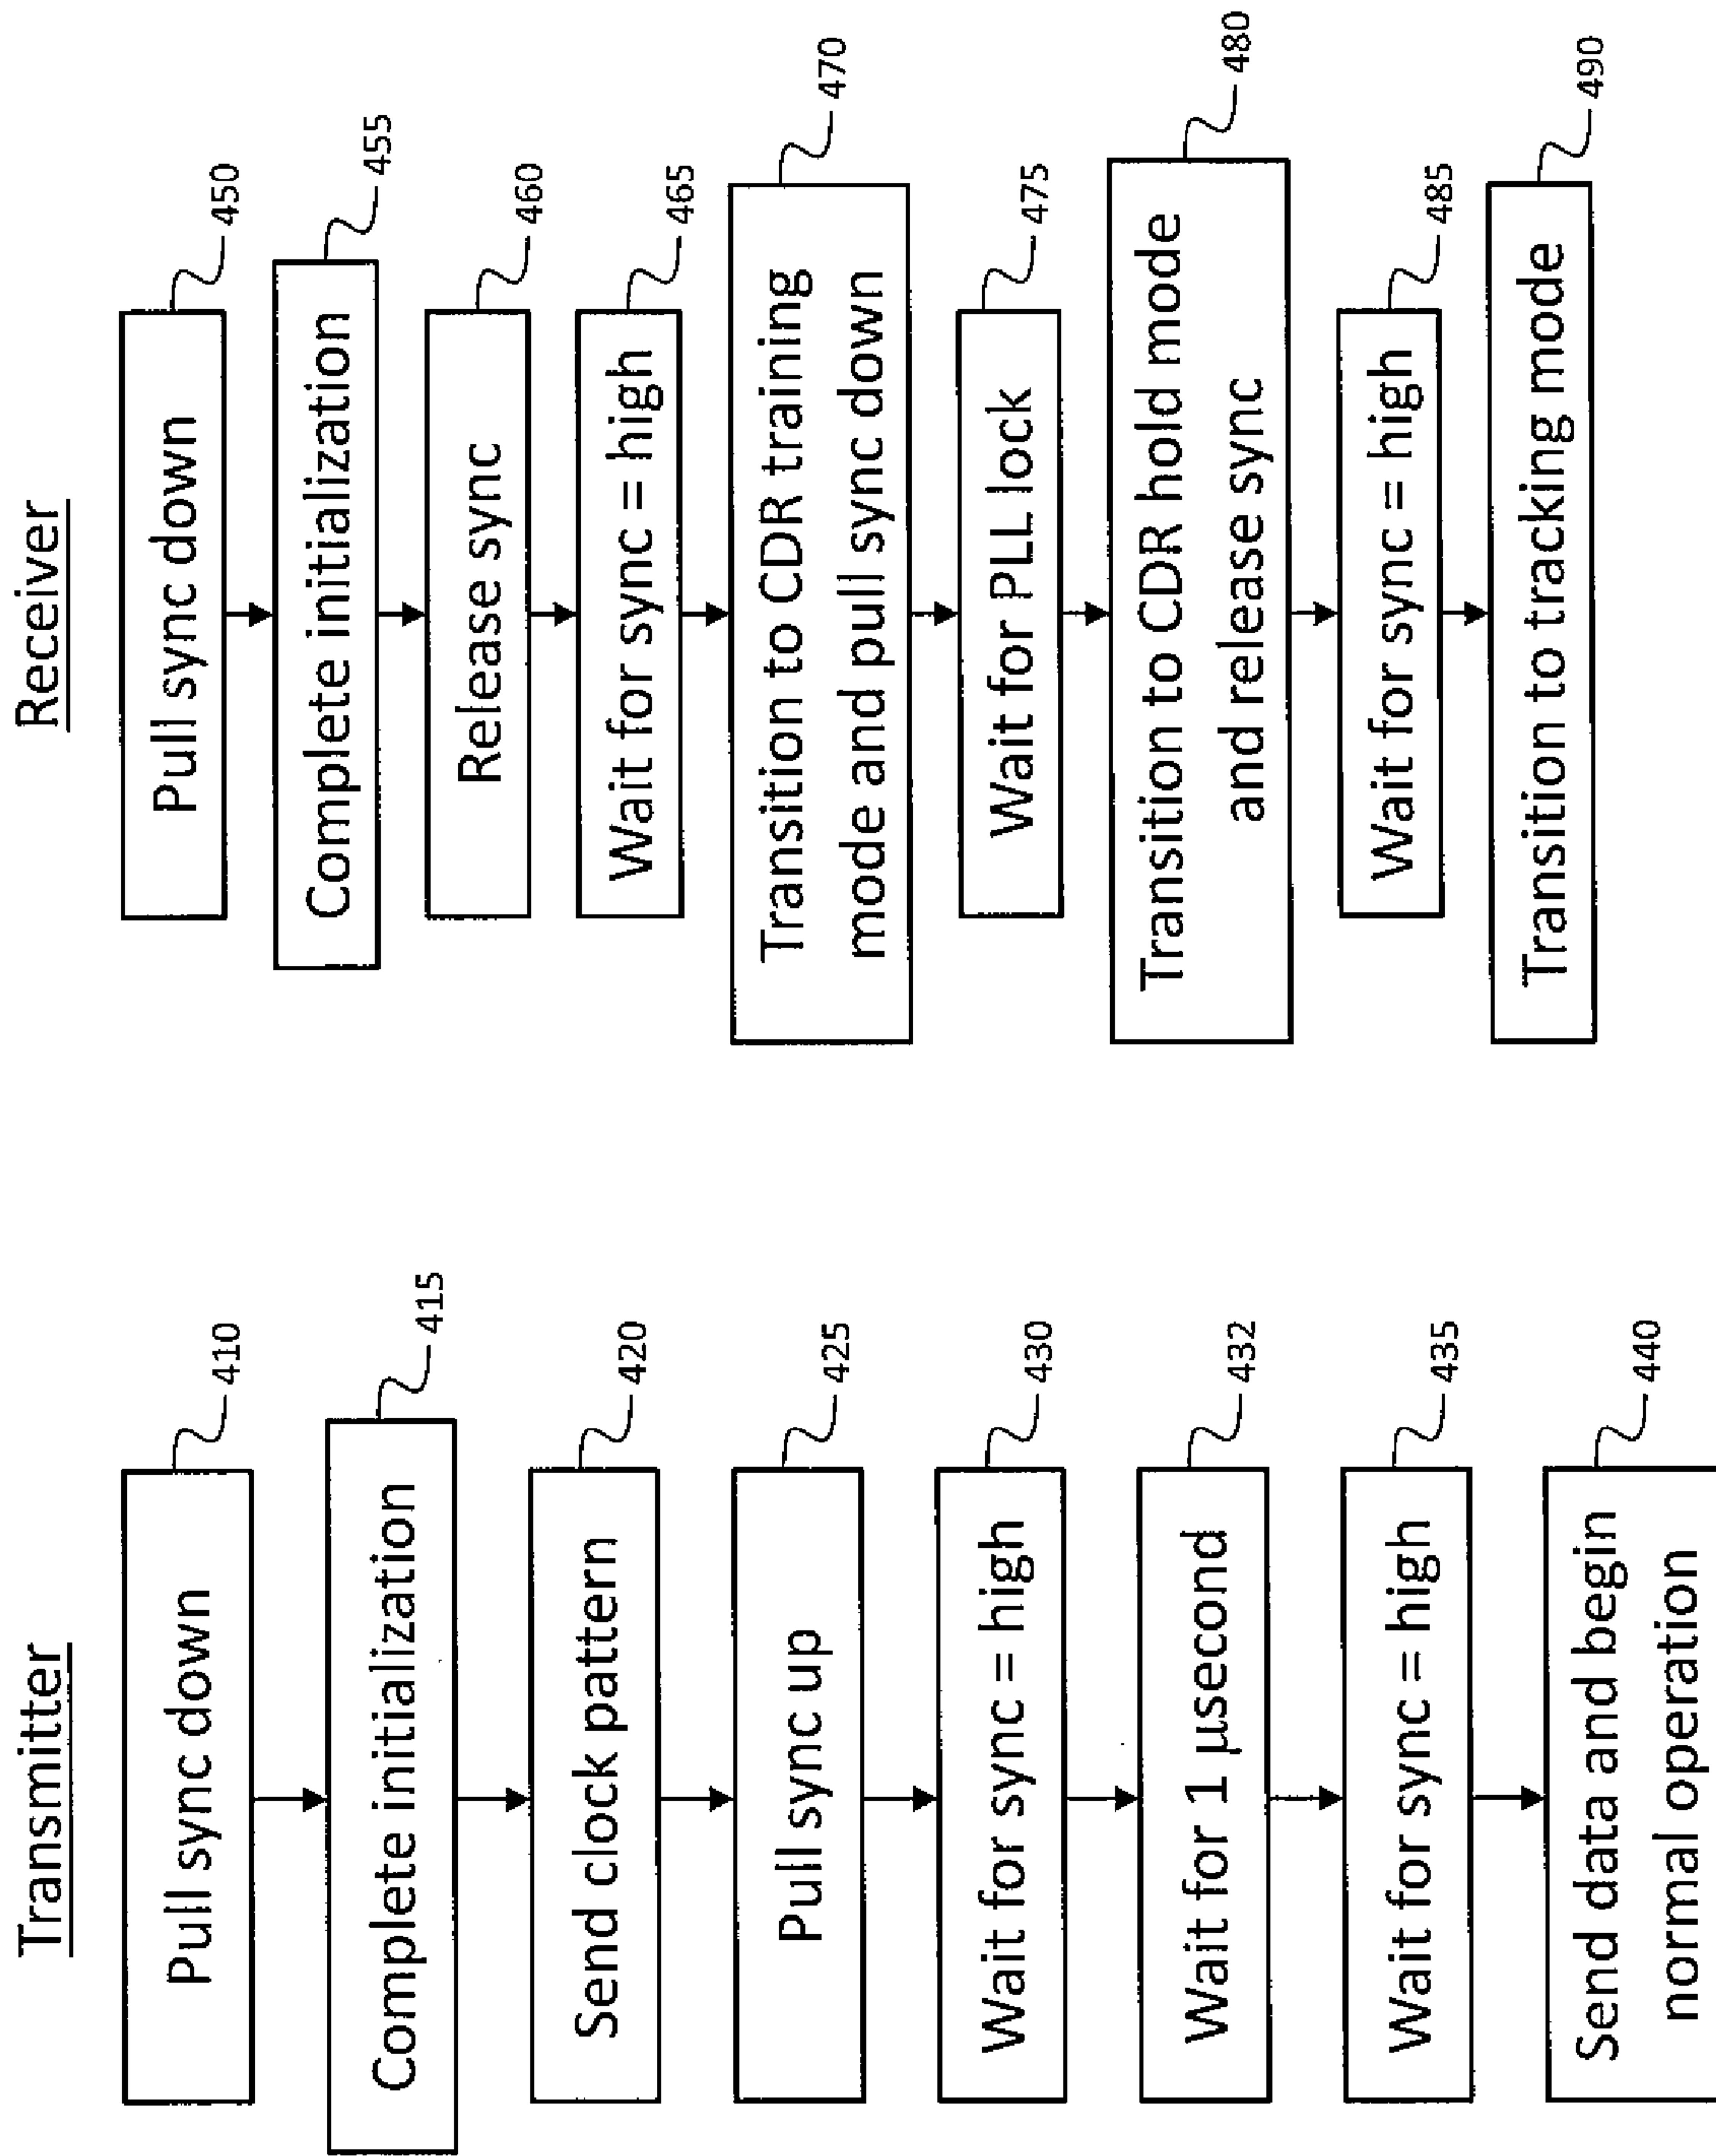 Transmitter
Pull sync down
410
Complete initialization
415
Send clock pattern
420
Pull sync up
425
Wait for sync = high
430
Wait for 1 μsecond
432
Wait for sync = high
435
Send data and begin
normal operation
440
Receiver
Pull sync down
450
Complete initialization
455
Release sync
460
Wait for sync = high
465
Transition to CDR training
mode and pull sync down
470
Wait for PLL lock
475
Transition to CDR hold mode
and release sync
480
Wait for sync = high
485
Transition to tracking mode
490